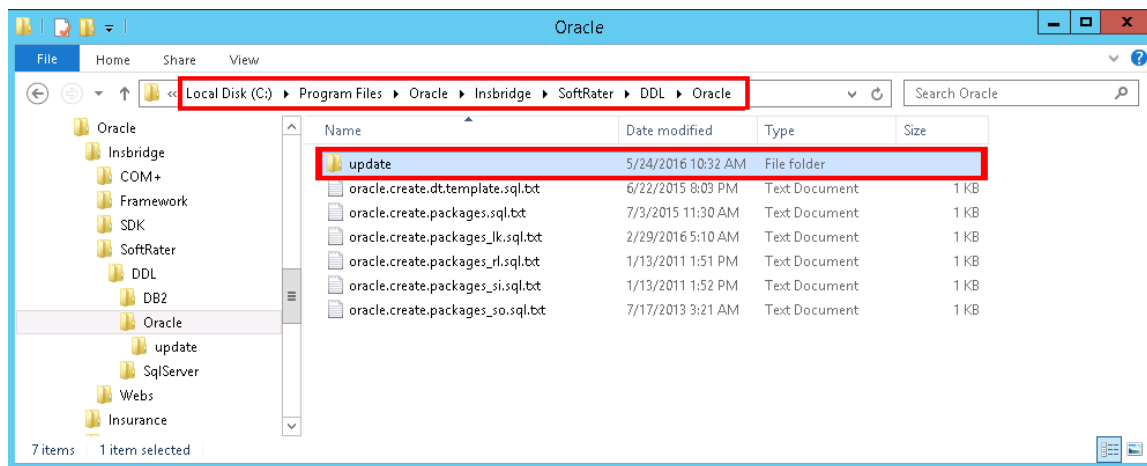 Oracle
File Home Share View
« Local Disk (C:) ▸ Program Files ▸ Oracle ▸ Insbridge ▸ SoftRater ▸ DDL ▸ Oracle
Search Oracle
Oracle
Insbridge
COM+
Framework
SDK
SoftRater
DDL
DB2
Oracle
update
SqlServer
Webs
Insurance
Name Date modified Type Size
update 5/24/2016 10:32 AM File folder
oracle.create.dt.template.sql.txt 6/22/2015 8:03 PM Text Document 1 KB
oracle.create.packages.sql.txt 7/3/2015 11:30 AM Text Document 1 KB
oracle.create.packages_lk.sql.txt 2/29/2016 5:10 AM Text Document 1 KB
oracle.create.packages_rl.sql.txt 1/13/2011 1:51 PM Text Document 1 KB
oracle.create.packages_si.sql.txt 1/13/2011 1:52 PM Text Document 1 KB
oracle.create.packages_so.sql.txt 7/17/2013 3:21 AM Text Document 1 KB
7 items 1 item selected